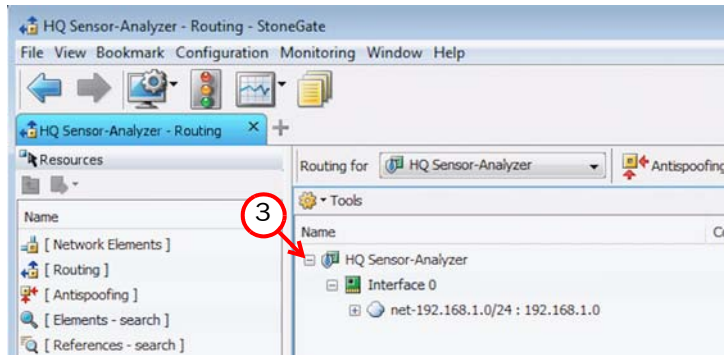 HQ Sensor-Analyzer - Routing - StoneGate
File View Bookmark Configuration Monitoring Window Help
HQ Sensor-Analyzer - Routing × +
Resources
Routing for HQ Sensor-Analyzer Antispoofing
Tools
Name
3
Name
[ Network Elements ]
HQ Sensor-Analyzer
[ Routing ]
Interface 0
[ Antispoofing ]
net-192.168.1.0/24 : 192.168.1.0
[ Elements - search ]
[ References - search ]